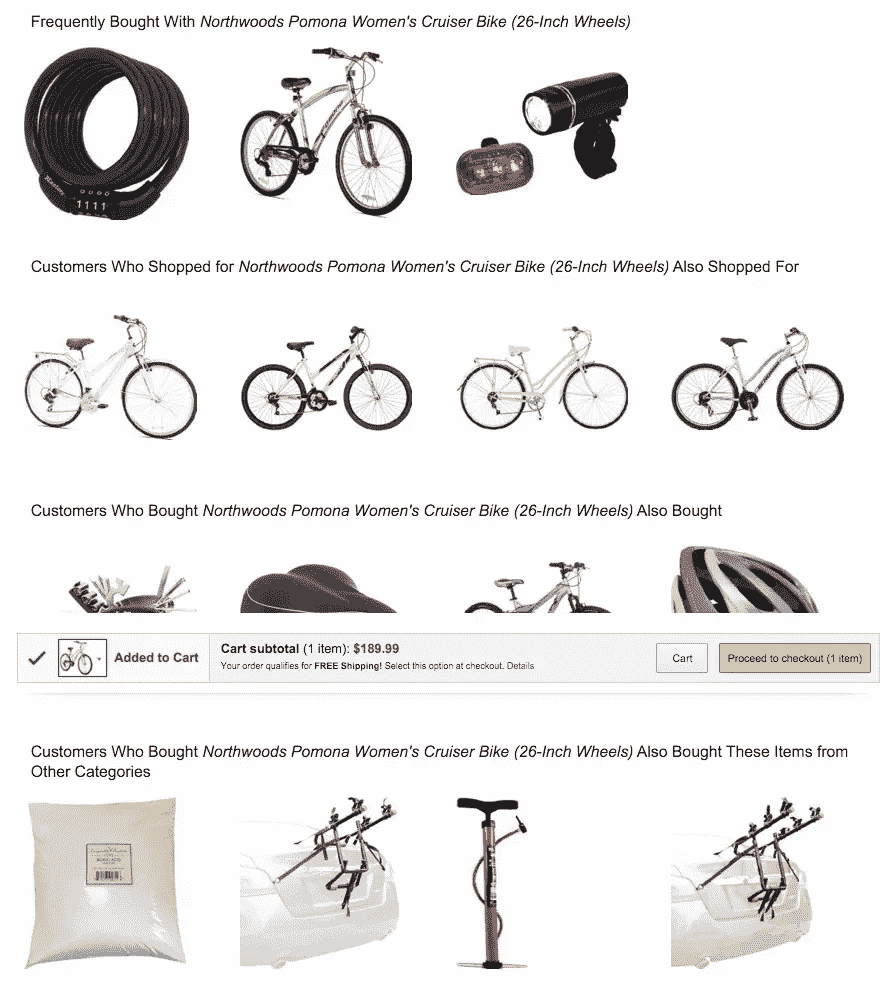 Frequently Bought With Northwoods Pomona Women's Cruiser Bike (26-Inch Wheels)
1111
Customers Who Shopped for Northwoods Pomona Women's Cruiser Bike (26-Inch Wheels) Also Shopped For
Customers Who Bought Northwoods Pomona Women's Cruiser Bike (26-Inch Wheels) Also Bought
Added to Cart
Cart subtotal (1 item): $189.99
Your order qualifies for FREE Shipping! Select this option at checkout. Details
Cart
Proceed to checkout (1 item)
Customers Who Bought Northwoods Pomona Women's Cruiser Bike (26-Inch Wheels) Also Bought These Items from
Other Categories